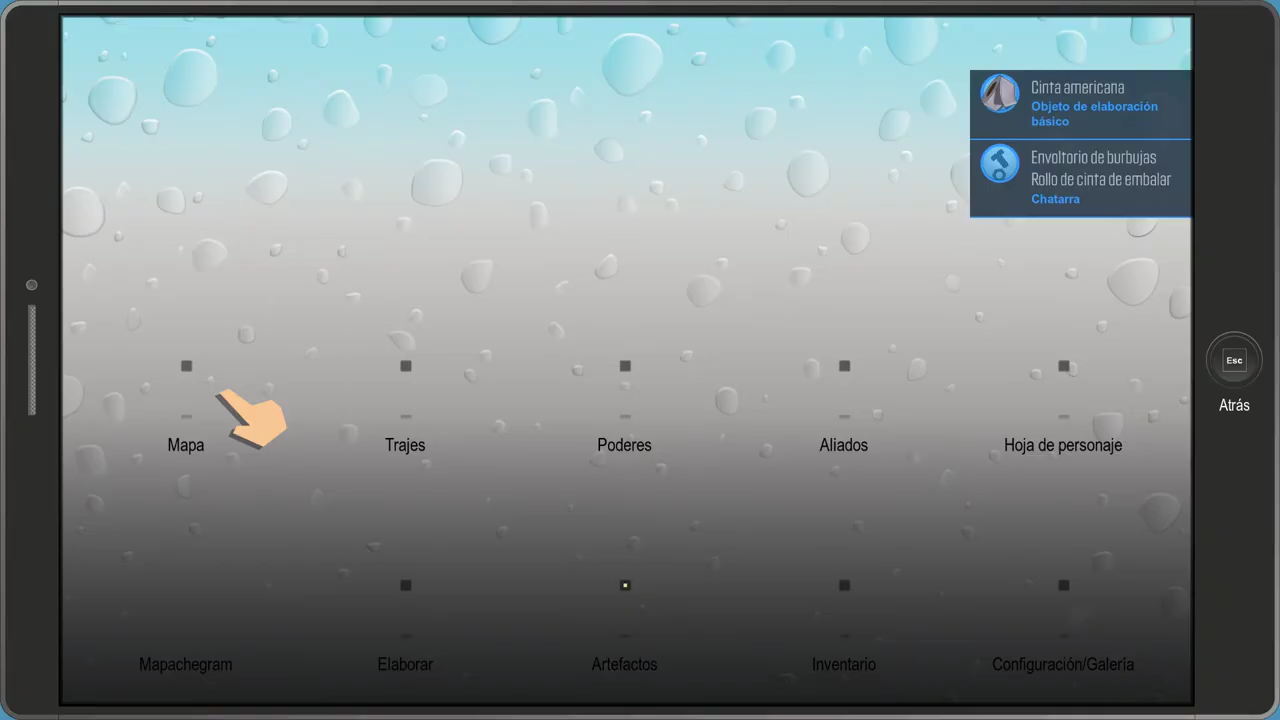 Cinta americana
Objeto de elaboración
básico
Envoltorio de burbujas
Rollo de cinta de embalar
Chatarra
Esc
Atrás
Mapa
Trajes
Poderes
Aliados
Hoja de personaje
Mapachegram
Elaborar
Artefactos
Inventario
Configuración/Galería